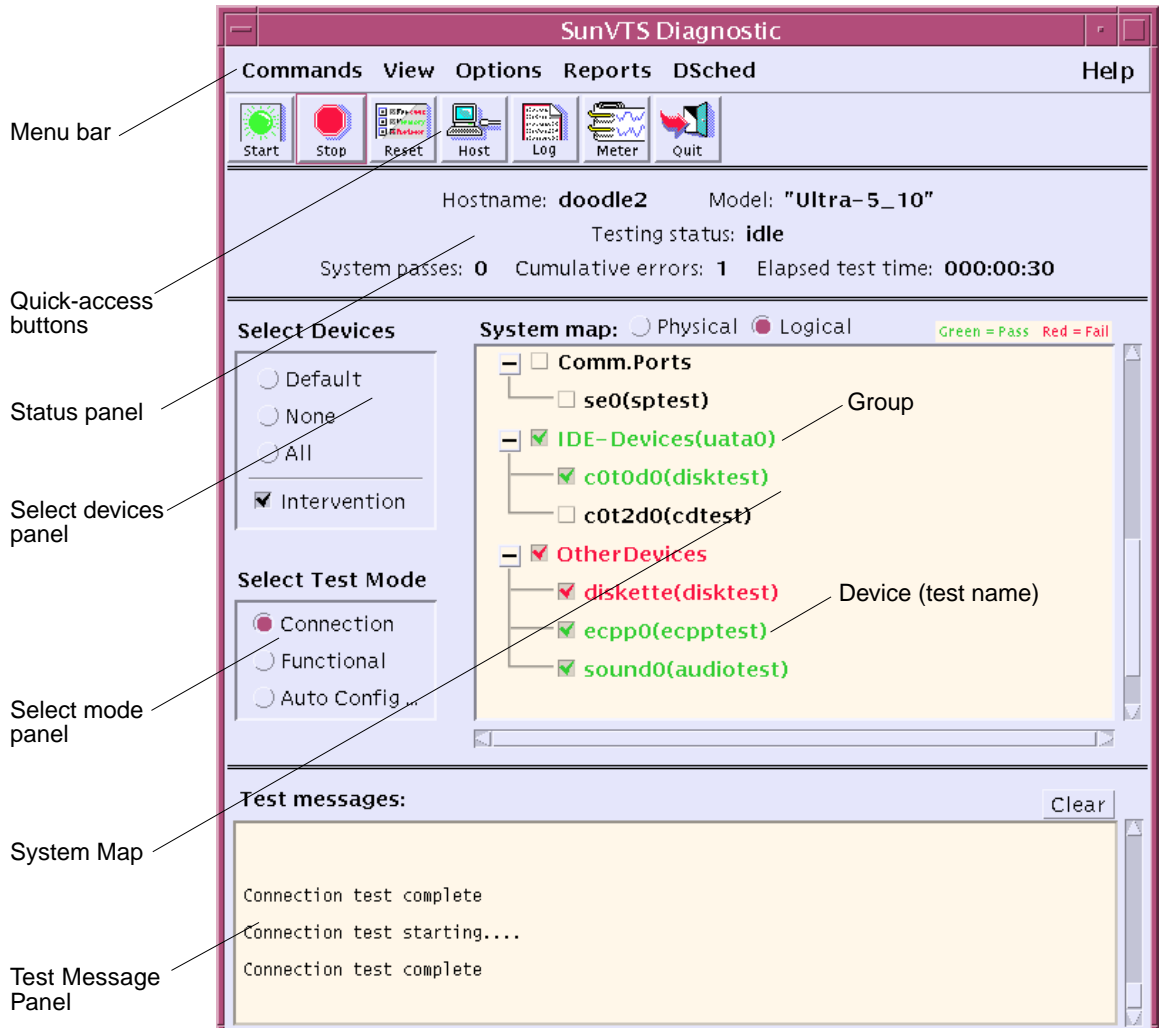 SunVTS Diagnostic
Commands View Options Reports DSched Help
Menu bar
Start Stop Reset Host Log Meter Quit
Hostname: doodle2 Model: "Ultra-5_10"
Testing status: idle
System passes: 0 Cumulative errors: 1 Elapsed test time: 000:00:30
Quick-access
buttons
Select Devices
System map: Physical Logical Green = Pass Red = Fail
Default
None
All
Intervention
Status panel
Comm.Ports
se0(sptest)
IDE-Devices(uata0)
Group
c0t0d0(disktest)
c0t2d0(cdtest)
Select devices
panel
OtherDevices
diskette(disktest)
ecpp0(ecpptest)
Device (test name)
sound0(audiotest)
Select Test Mode
Connection
Functional
Auto Config ...
Select mode
panel
Test messages:
Clear
System Map
Connection test complete
Connection test starting....
Connection test complete
Test Message
Panel